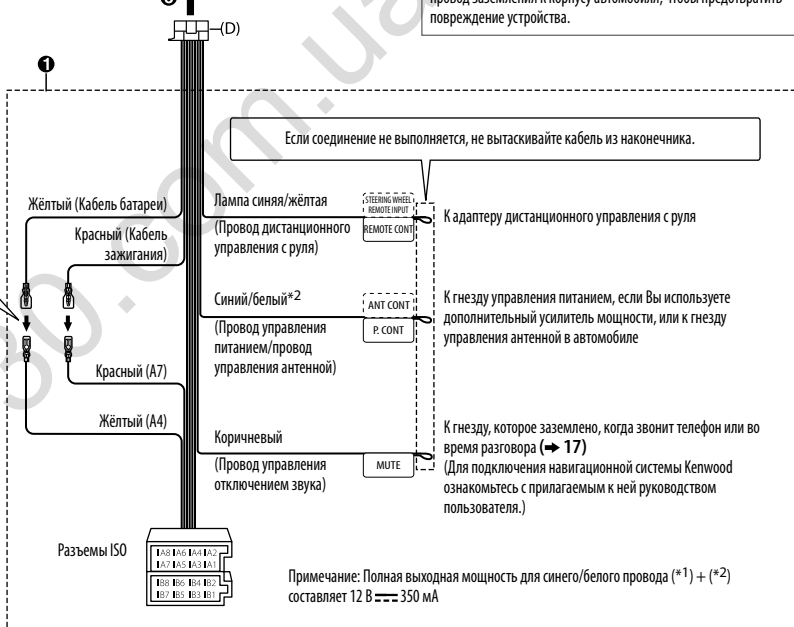 провод заземления к корпусу автомобиля, чтобы предотвратить
повреждение устройства.
(D)
1
Если соединение не выполняется, не вытаскивайте кабель из наконечника.
Жёлтый (Кабель батареи)
Красный (Кабель
зажигания)
Лампа синяя/жёлтая
(Провод дистанционного
управления с руля)
STEERING WHEEL
REMOTE INPUT
REMOTE CONT
К адаптеру дистанционного управления с руля
Синий/белый*2
(Провод управления
питанием/провод
управления антенной)
ANT CONT
P. CONT
К гнезду управления питанием, если Вы используете
дополнительный усилитель мощности, или к гнезду
управления антенной в автомобиле
Красный (A7)
Жёлтый (A4)
Коричневый
(Провод управления
отключением звука)
MUTE
К гнезду, которое заземлено, когда звонит телефон или во
время разговора (➜ 17)
(Для подключения навигационной системы Kenwood
ознакомьтесь с прилагаемым к ней руководством
пользователя.)
Разъемы ISO
A8 A6 A4 A2
A7 A5 A3 A1
B8 B6 B4 B2
B7 B5 B3 B1
Примечание: Полная выходная мощность для синего/белого провода (*1) + (*2)
составляет 12 В ⎓ 350 мА
30.com.ua